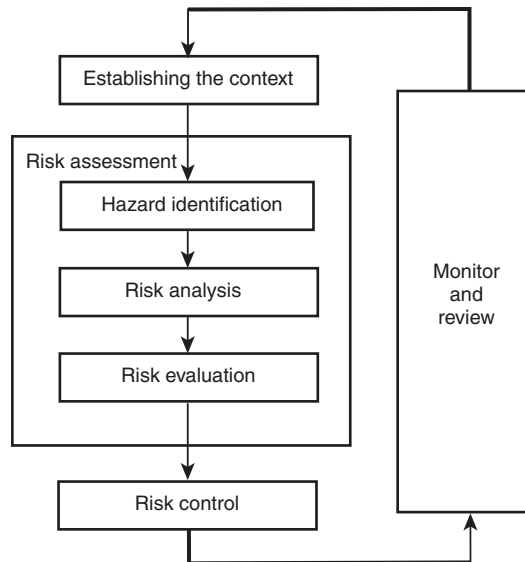 Establishing the context
Risk assessment
Hazard identification
Risk analysis
Risk evaluation
Risk control
Monitor
and
review